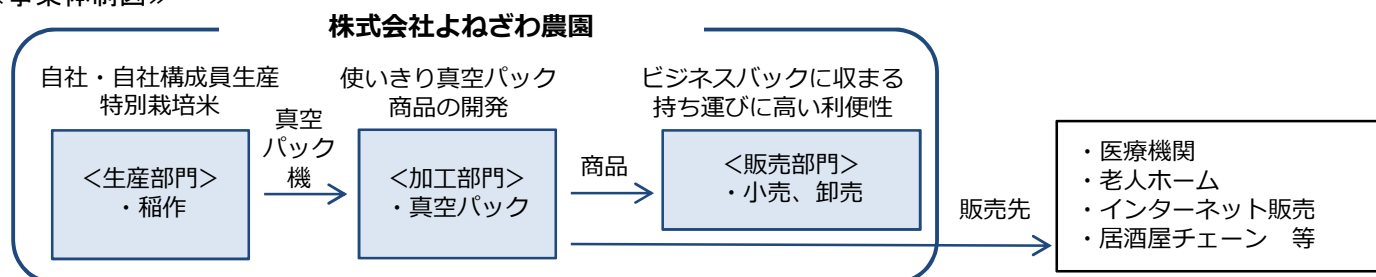 株式会社よねざわ農園
自社・自社構成員生産
特別栽培米
使いきり真空パック
商品の開発
ビジネスバックに収まる
持ち運びに高い利便性
真空
パック
機
商品
<生産部門>
・稲作
<加工部門>
・真空パック
<販売部門>
・小売、卸売
販売先
・医療機関
・老人ホーム
・インターネット販売
・居酒屋チェーン　等